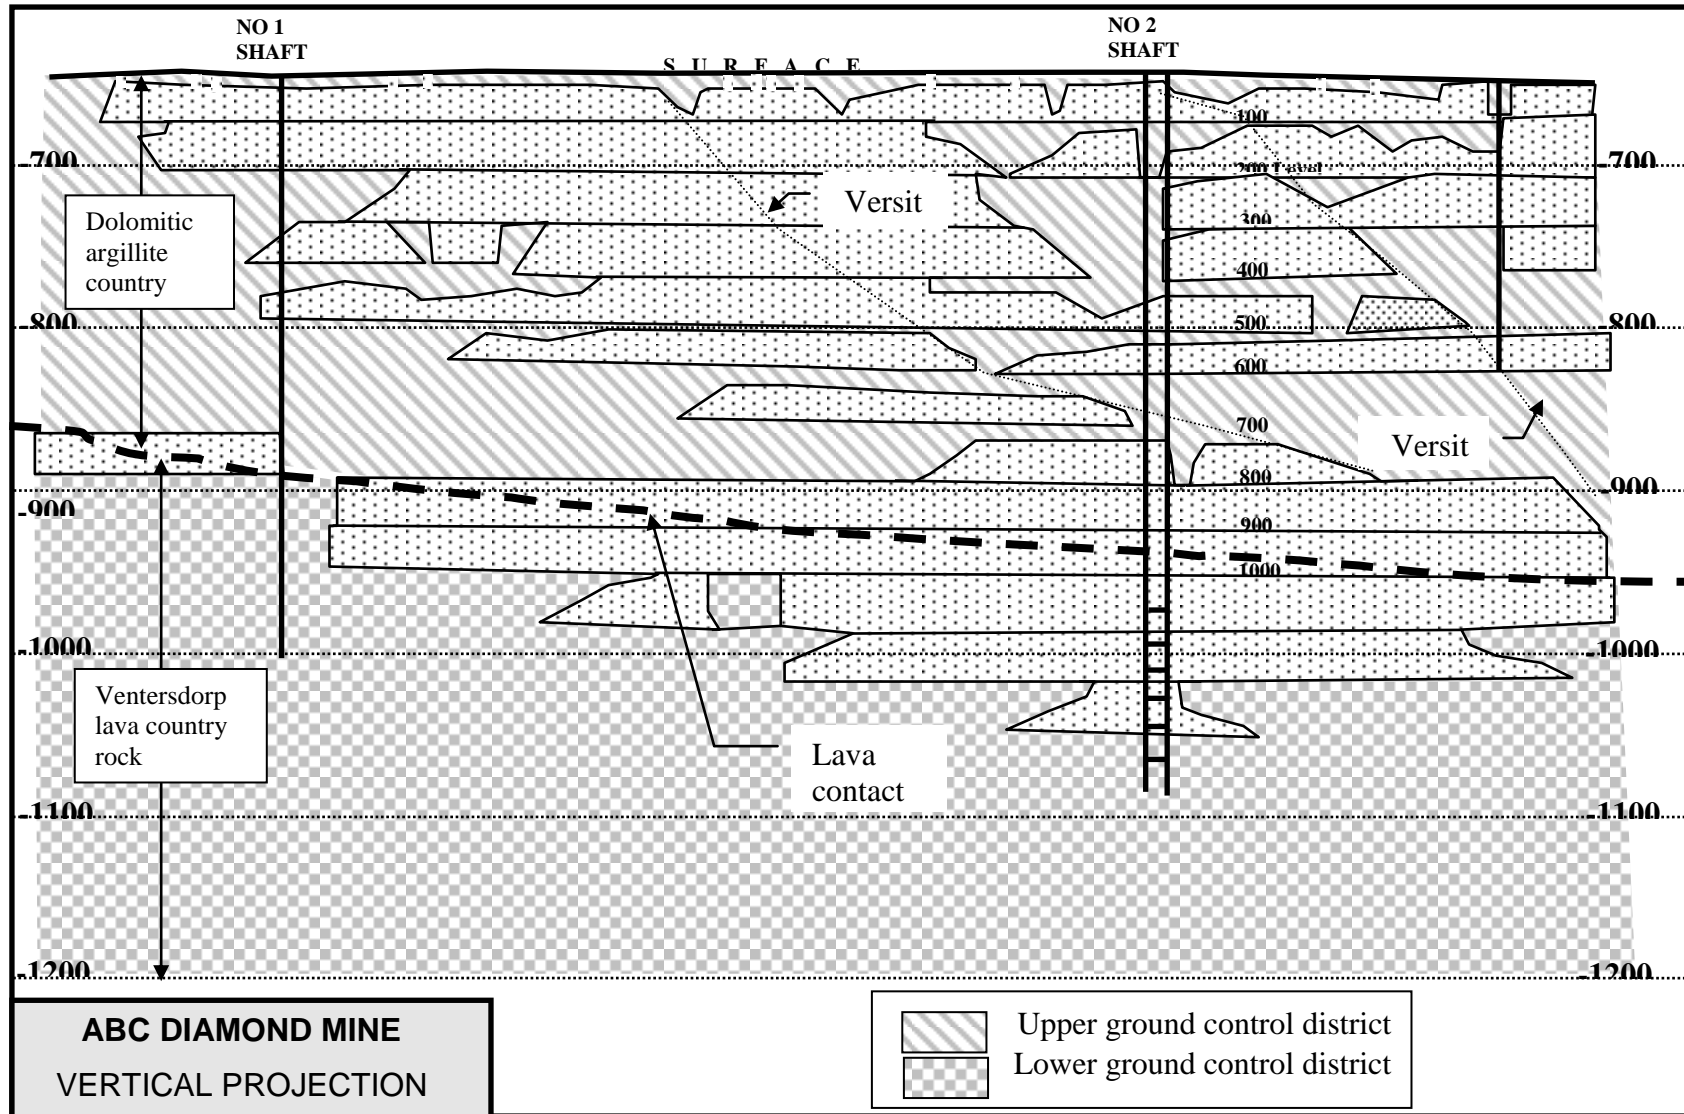 NO 1
SHAFT
NO 2
SHAFT
S U R F A C E
100
-700
-700
200 Level
Versit
Dolomitic
argillite
country
300
400
-800
500
-800
600
700
Versit
800
-900
-900
900
1000
-1000
-1000
Ventersdorp
lava country
rock
Lava
contact
-1100
-1100
-1200
-1200
ABC DIAMOND MINE
VERTICAL PROJECTION
Upper ground control district
Lower ground control district